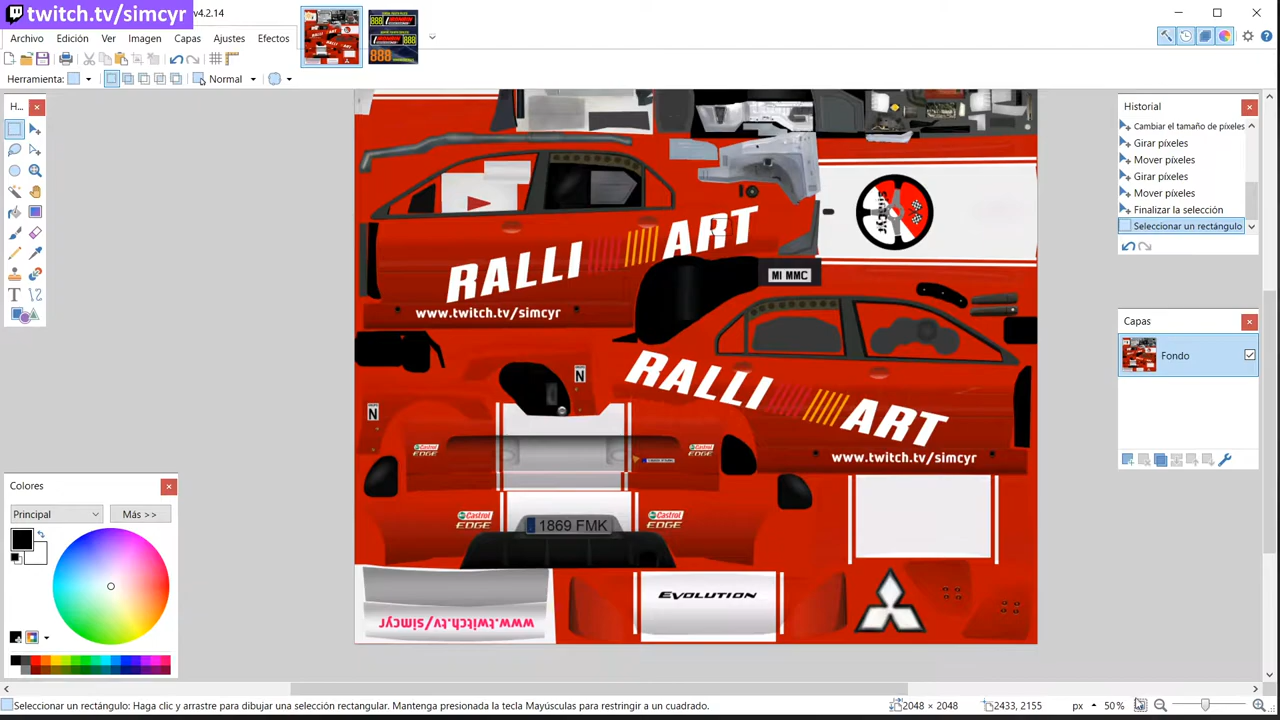 twitch.tv/simcyr
v4.2.14
Archivo Edición Ver Imagen Capas Ajustes Efectos
Herramienta: Normal
H...
Historial
Cambiar el tamaño de píxeles
Girar píxeles
Mover píxeles
Girar píxeles
Mover píxeles
Finalizar la selección
Seleccionar un rectángulo
Capas
Fondo
888
888
888
simcyr
RALLI ART
MI MMC
www.twitch.tv/simcyr
N
RALLI ART
N
Castrol EDGE
Castrol EDGE
www.twitch.tv/simcyr
Castrol EDGE
1869 FMK
Castrol EDGE
EVOLUTION
www.twitch.tv/simcyr
Colores
Principal
Más >>
Seleccionar un rectángulo: Haga clic y arrastre para dibujar una selección rectangular. Mantenga presionada la tecla Mayúsculas para restringir a un cuadrado.
2048 × 2048
2433, 2155
px
50%